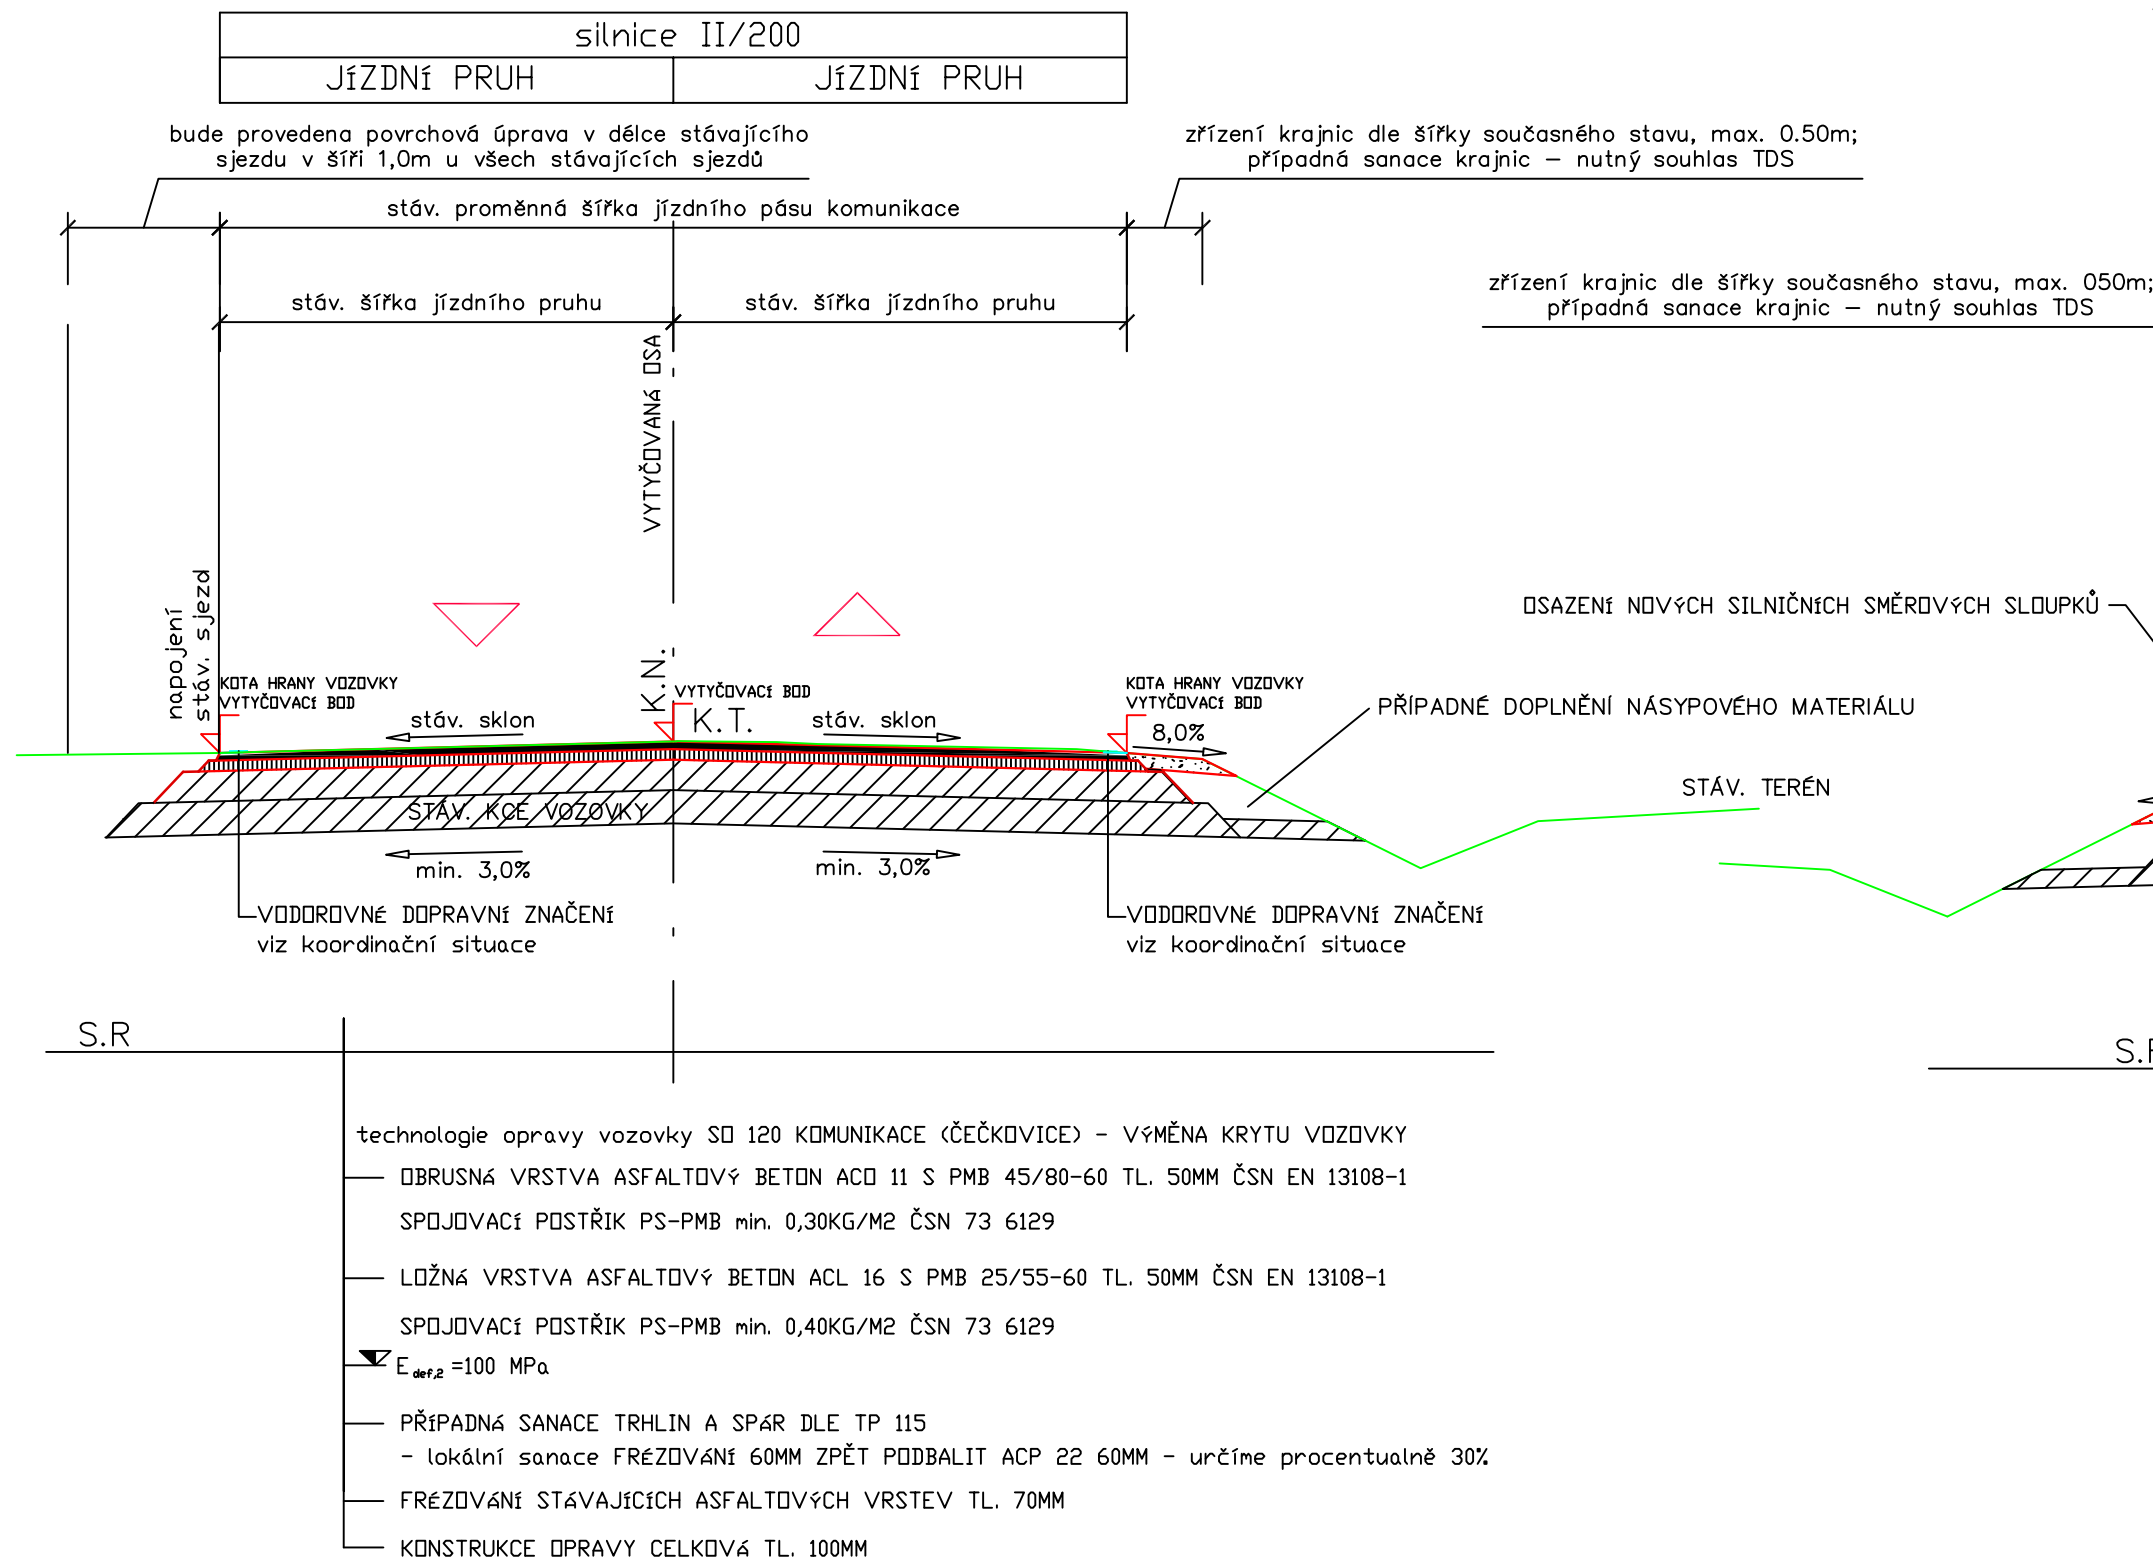 silnice II/200
JÍZDNÍ PRUH
JÍZDNÍ PRUH
bude provedena povrchová úprava v délce stávajícího
sjezdu v šíři 1,0m u všech stávajících sjezdů
zřízení krajnic dle šířky současného stavu, max. 0.50m;
případná sanace krajnic – nutný souhlas TDS
stáv. proměnná šířka jízdního pásu komunikace
zřízení krajnic dle šířky současného stavu, max. 050m;
případná sanace krajnic – nutný souhlas TDS
stáv. šířka jízdního pruhu
stáv. šířka jízdního pruhu
VYTYČOVANÁ OSA
OSAZENÍ NOVÝCH SILNIČNÍCH SMĚROVÝCH SLOUPKŮ
napojení
stáv. sjezd
KOTA HRANY VOZOVKY
VYTYČOVACÍ BOD
K.N.
VYTYČOVACÍ BOD
K.T.
KOTA HRANY VOZOVKY
VYTYČOVACÍ BOD
stáv. sklon
stáv. sklon
8,0%
PŘÍPADNÉ DOPLNĚNÍ NÁSYPOVÉHO MATERIÁLU
STÁV. TERÉN
STÁV. KCE VOZOVKY
min. 3,0%
min. 3,0%
VODOROVNÉ DOPRAVNÍ ZNAČENÍ
viz koordinační situace
VODOROVNÉ DOPRAVNÍ ZNAČENÍ
viz koordinační situace
S.R
S.R
technologie opravy vozovky SO 120 KOMUNIKACE (ČEČKOVICE) - VÝMĚNA KRYTU VOZOVKY
OBRUSNÁ VRSTVA ASFALTOVÝ BETON ACO 11 S PMB 45/80-60 TL. 50MM ČSN EN 13108-1
SPOJOVACÍ POSTŘIK PS-PMB min. 0,30KG/M2 ČSN 73 6129
LOŽNÁ VRSTVA ASFALTOVÝ BETON ACL 16 S PMB 25/55-60 TL. 50MM ČSN EN 13108-1
SPOJOVACÍ POSTŘIK PS-PMB min. 0,40KG/M2 ČSN 73 6129
E def,2 =100 MPa
PŘÍPADNÁ SANACE TRHLIN A SPÁR DLE TP 115
- lokální sanace FRÉZOVÁNÍ 60MM ZPĚT PODBALIT ACP 22 60MM - určíme procentualně 30%
FRÉZOVÁNÍ STÁVAJÍCÍCH ASFALTOVÝCH VRSTEV TL. 70MM
KONSTRUKCE OPRAVY CELKOVÁ TL. 100MM